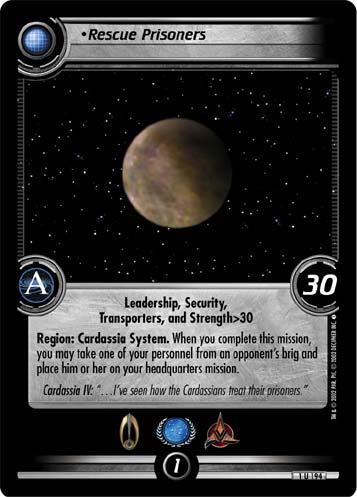 •Rescue Prisoners
A
30
Leadership, Security,
Transporters, and Strength>30
Region: Cardassia System. When you complete this mission,
you may take one of your personnel from an opponent's brig and
place him or her on your headquarters mission.
Cardassia IV: "...I've seen how the Cardassians treat their prisoners."
1
1 U 194